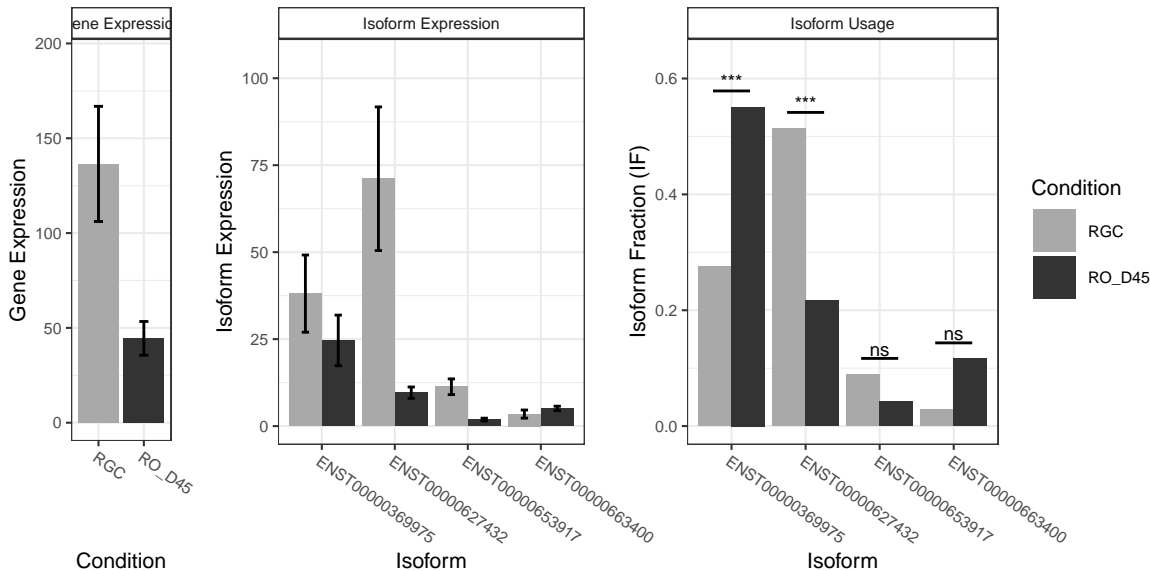 ene Expressio
Isoform Expression
Isoform Usage
Gene Expression
200
150
100
50
0
RGC
RO_D45
Condition
Isoform Expression
100
75
50
25
0
ENST00000369975
ENST00000627432
ENST00000653917
ENST00000663400
Isoform
Isoform Fraction (IF)
0.6
0.4
0.2
0.0
***
***
ns
ns
ENST00000369975
ENST00000627432
ENST00000653917
ENST00000663400
Isoform
Condition
RGC
RO_D45